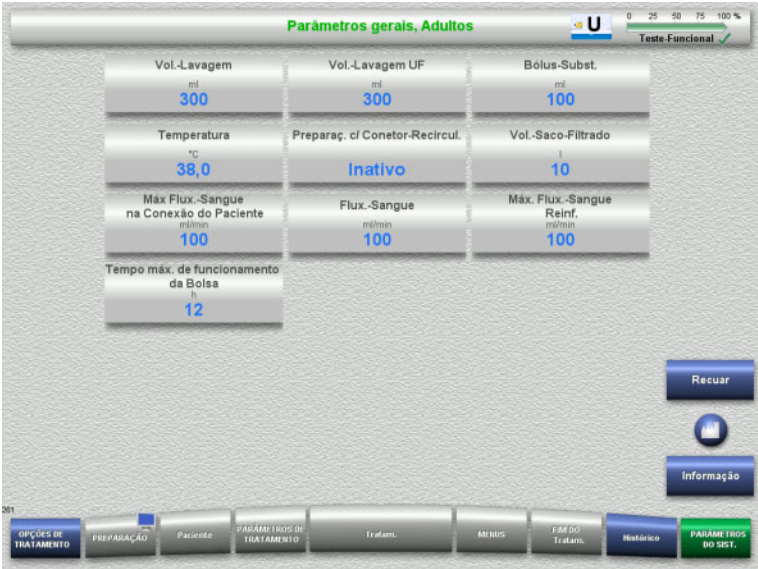 Parâmetros gerais, Adultos
U
0 25 50 75 100 %
Teste-Funcional
Vol.-Lavagem
ml
300
Vol.-Lavagem UF
ml
300
Bólus-Subst.
ml
100
Temperatura
°C
38,0
Preparaç. c/ Conetor-Recircul.
Inativo
Vol.-Saco-Filtrado
l
10
Máx Flux.-Sangue
na Conexão do Paciente
ml/min
100
Flux.-Sangue
ml/min
100
Máx. Flux.-Sangue
Reinf.
ml/min
100
Tempo máx. de funcionamento
da Bolsa
h
12
Recuar
Informação
261
OPÇÕES DE
TRATAMENTO
PREPARAÇÃO
Paciente
PARÂMETROS DE
TRATAMENTO
Tratam.
MENUS
FIM DO
Tratam.
Histórico
PARÂMETROS
DO SIST.